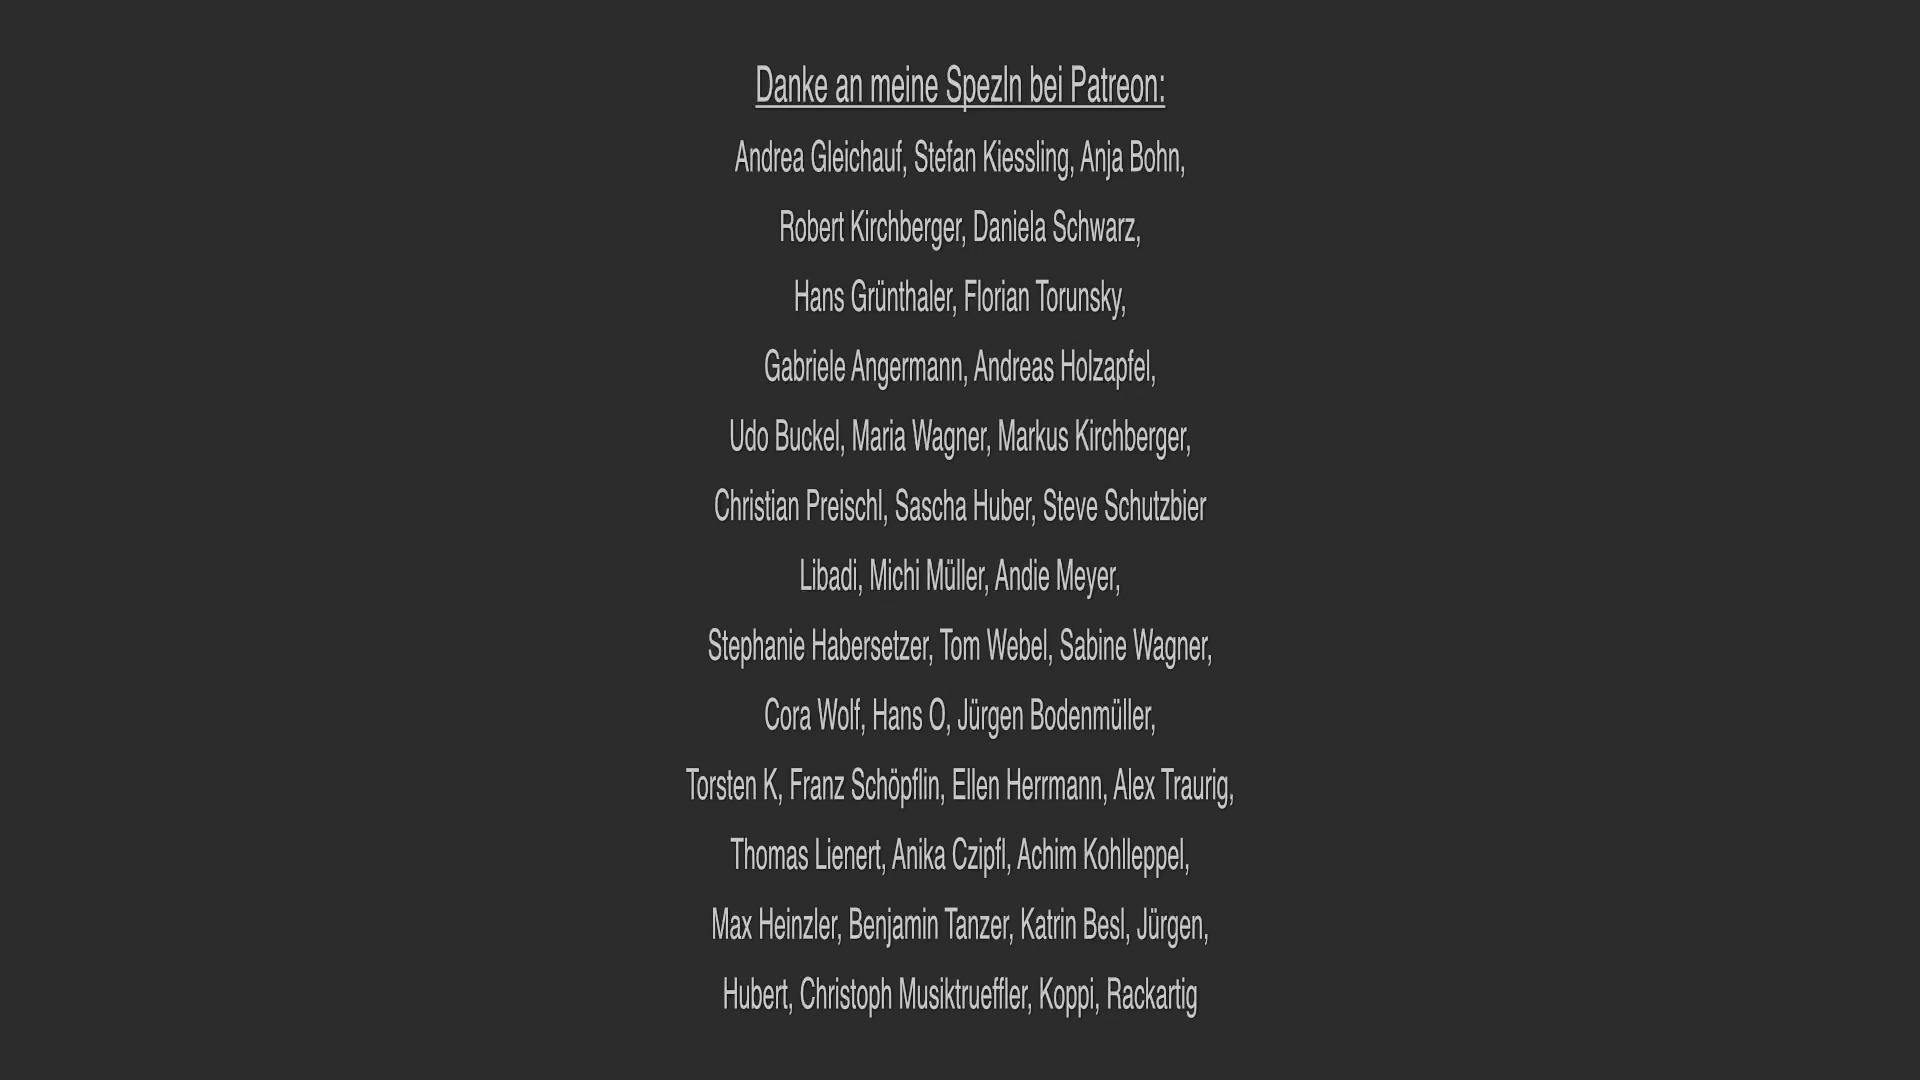 Danke an meine Spezln bei Patreon:
Andrea Gleichauf, Stefan Kiessling, Anja Bohn,
Robert Kirchberger, Daniela Schwarz,
Hans Grünthaler, Florian Torunsky,
Gabriele Angermann, Andreas Holzapfel,
Udo Buckel, Maria Wagner, Markus Kirchberger,
Christian Preischl, Sascha Huber, Steve Schutzbier
Libadi, Michi Müller, Andie Meyer,
Stephanie Habersetzer, Tom Webel, Sabine Wagner,
Cora Wolf, Hans O, Jürgen Bodenmüller,
Torsten K, Franz Schöpflin, Ellen Herrmann, Alex Traurig,
Thomas Lienert, Anika Czipfl, Achim Kohlleppel,
Max Heinzler, Benjamin Tanzer, Katrin Besl, Jürgen,
Hubert, Christoph Musiktrueffler, Koppi, Rackartig